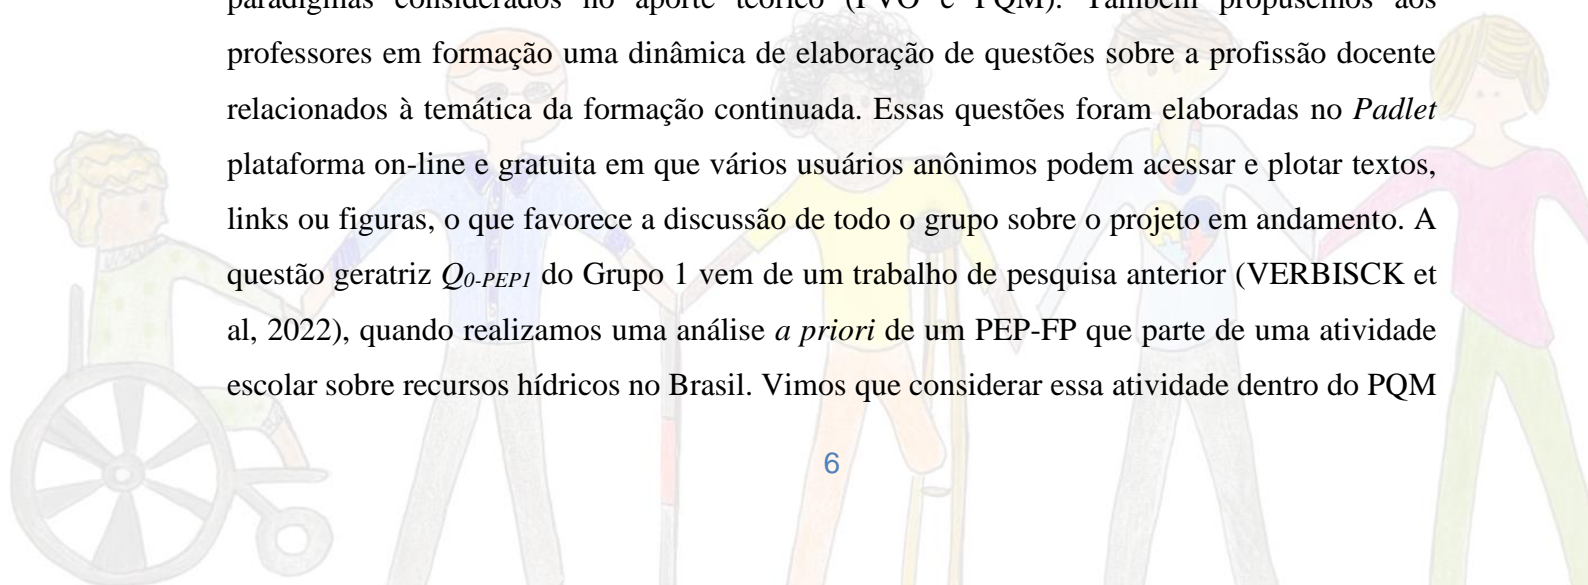 paradigmas considerados no aporte teórico (PVO e PQM). Também propusemos aos
professores em formação uma dinâmica de elaboração de questões sobre a profissão docente
relacionados à temática da formação continuada. Essas questões foram elaboradas no Padlet
plataforma on-line e gratuita em que vários usuários anônimos podem acessar e plotar textos,
links ou figuras, o que favorece a discussão de todo o grupo sobre o projeto em andamento. A
questão geratriz Q0-PEP1 do Grupo 1 vem de um trabalho de pesquisa anterior (VERBISCK et
al, 2022), quando realizamos uma análise a priori de um PEP-FP que parte de uma atividade
escolar sobre recursos hídricos no Brasil. Vimos que considerar essa atividade dentro do PQM
6